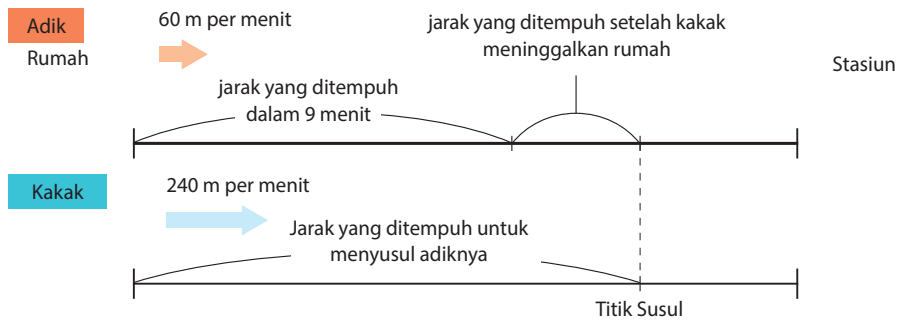 Adik
60 m per menit
Rumah
jarak yang ditempuh setelah kakak
meninggalkan rumah
Stasiun
jarak yang ditempuh
dalam 9 menit
Kakak
240 m per menit
Jarak yang ditempuh untuk
menyusul adiknya
Titik Susul